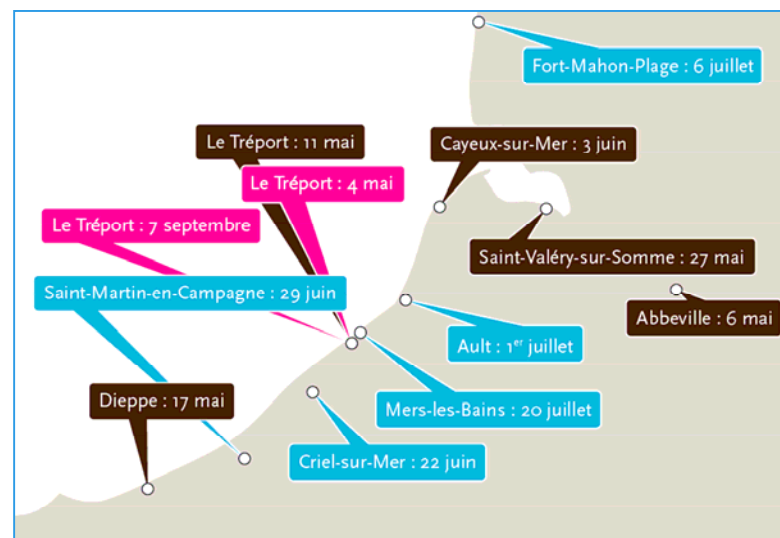 Fort-Mahon-Plage : 6 juillet
Le Tréport : 11 mai
Cayeux-sur-Mer : 3 juin
Le Tréport : 4 mai
Le Tréport : 7 septembre
Saint-Valéry-sur-Somme : 27 mai
Saint-Martin-en-Campagne : 29 juin
Abbeville : 6 mai
Ault : 1er juillet
Dieppe : 17 mai
Mers-les-Bains : 20 juillet
Criel-sur-Mer : 22 juin